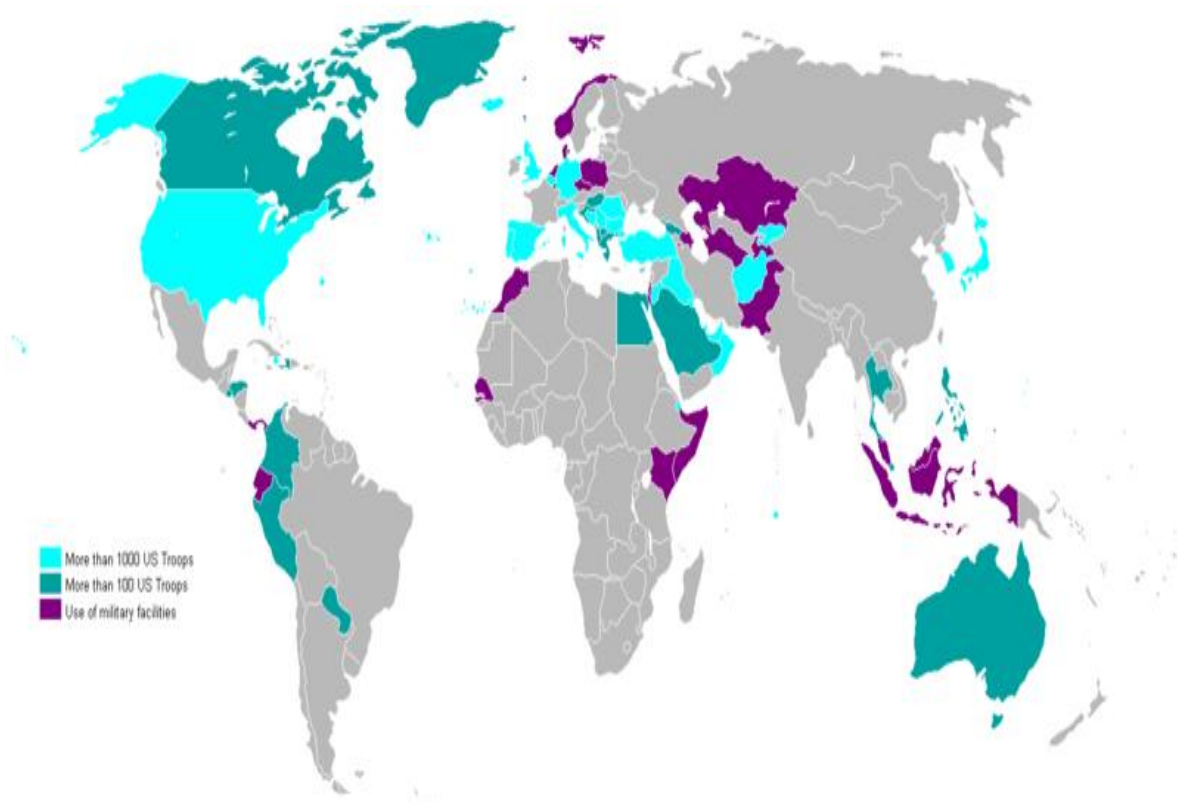 More than 1000 US Troops
More than 100 US Troops
Use of military facilities